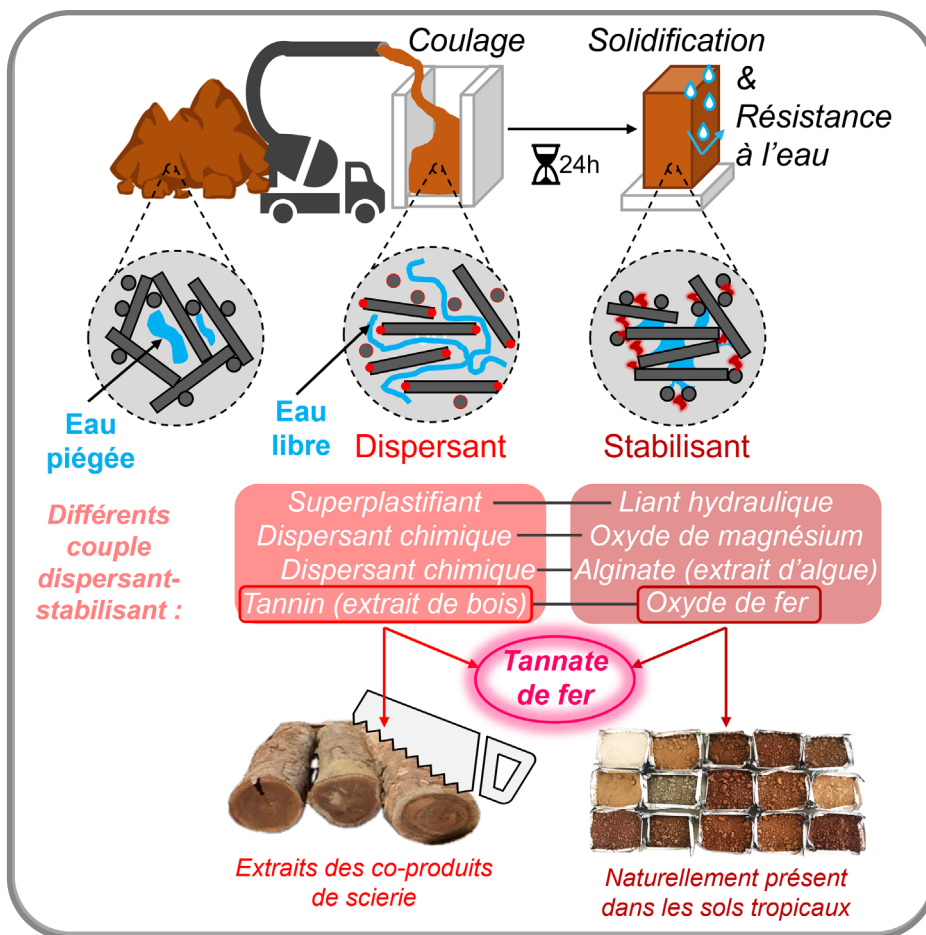 Coulage
Solidification
&
Résistance
à l'eau
24h
Eau
piégée
Eau
libre
Dispersant
Stabilisant
Différents
couple
dispersant-
stabilisant :
Superplastifiant
Liant hydraulique
Dispersant chimique
Oxyde de magnésium
Dispersant chimique
Alginate (extrait d'algue)
Tannin (extrait de bois)
Oxyde de fer
Tannate
de fer
Extraits des co-produits
de scierie
Naturellement présent
dans les sols tropicaux